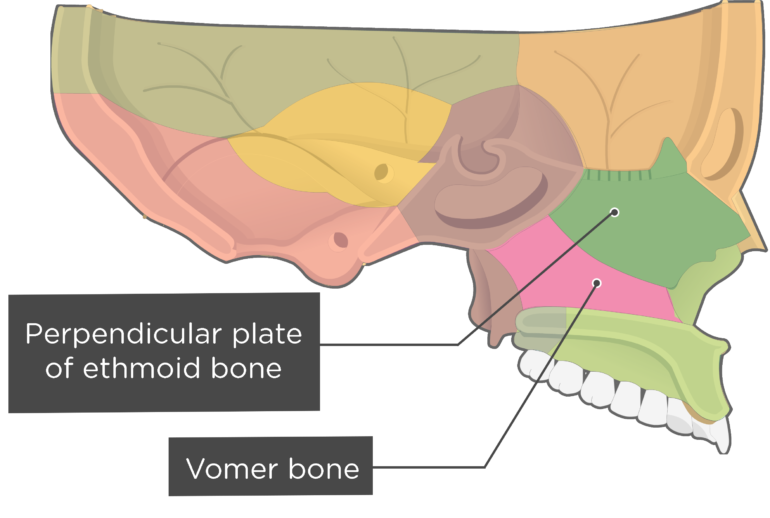 Perpendicular plate
of ethmoid bone
Vomer bone